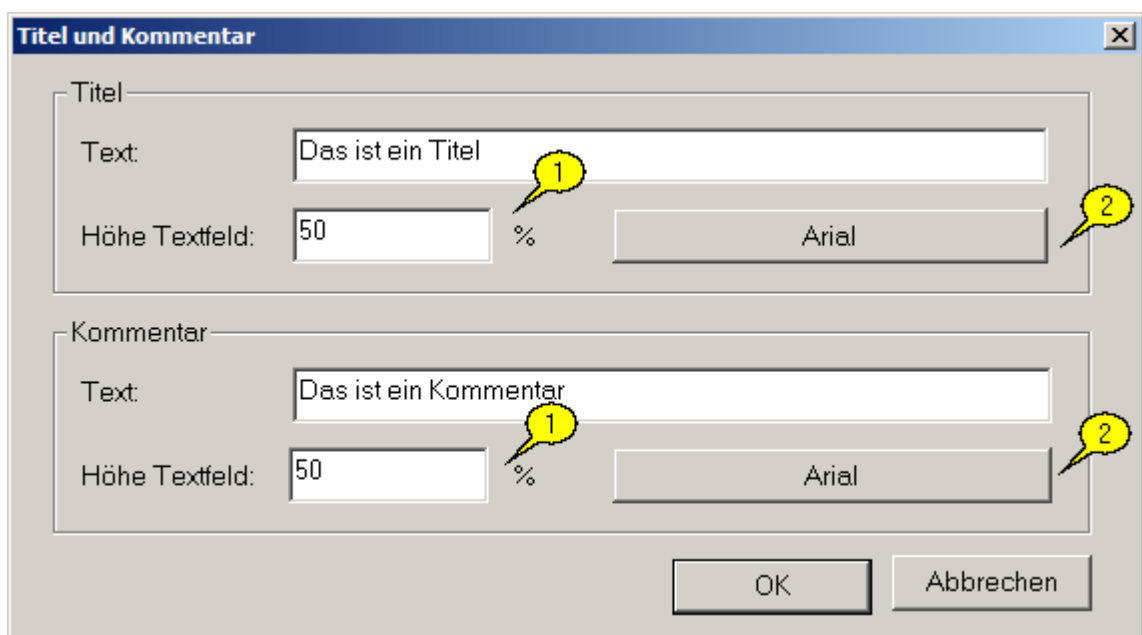 Titel und Kommentar
Titel
Text: Das ist ein Titel
1
Höhe Textfeld: 50 % Arial
2
Kommentar
Text: Das ist ein Kommentar
1
Höhe Textfeld: 50 % Arial
2
OK Abbrechen